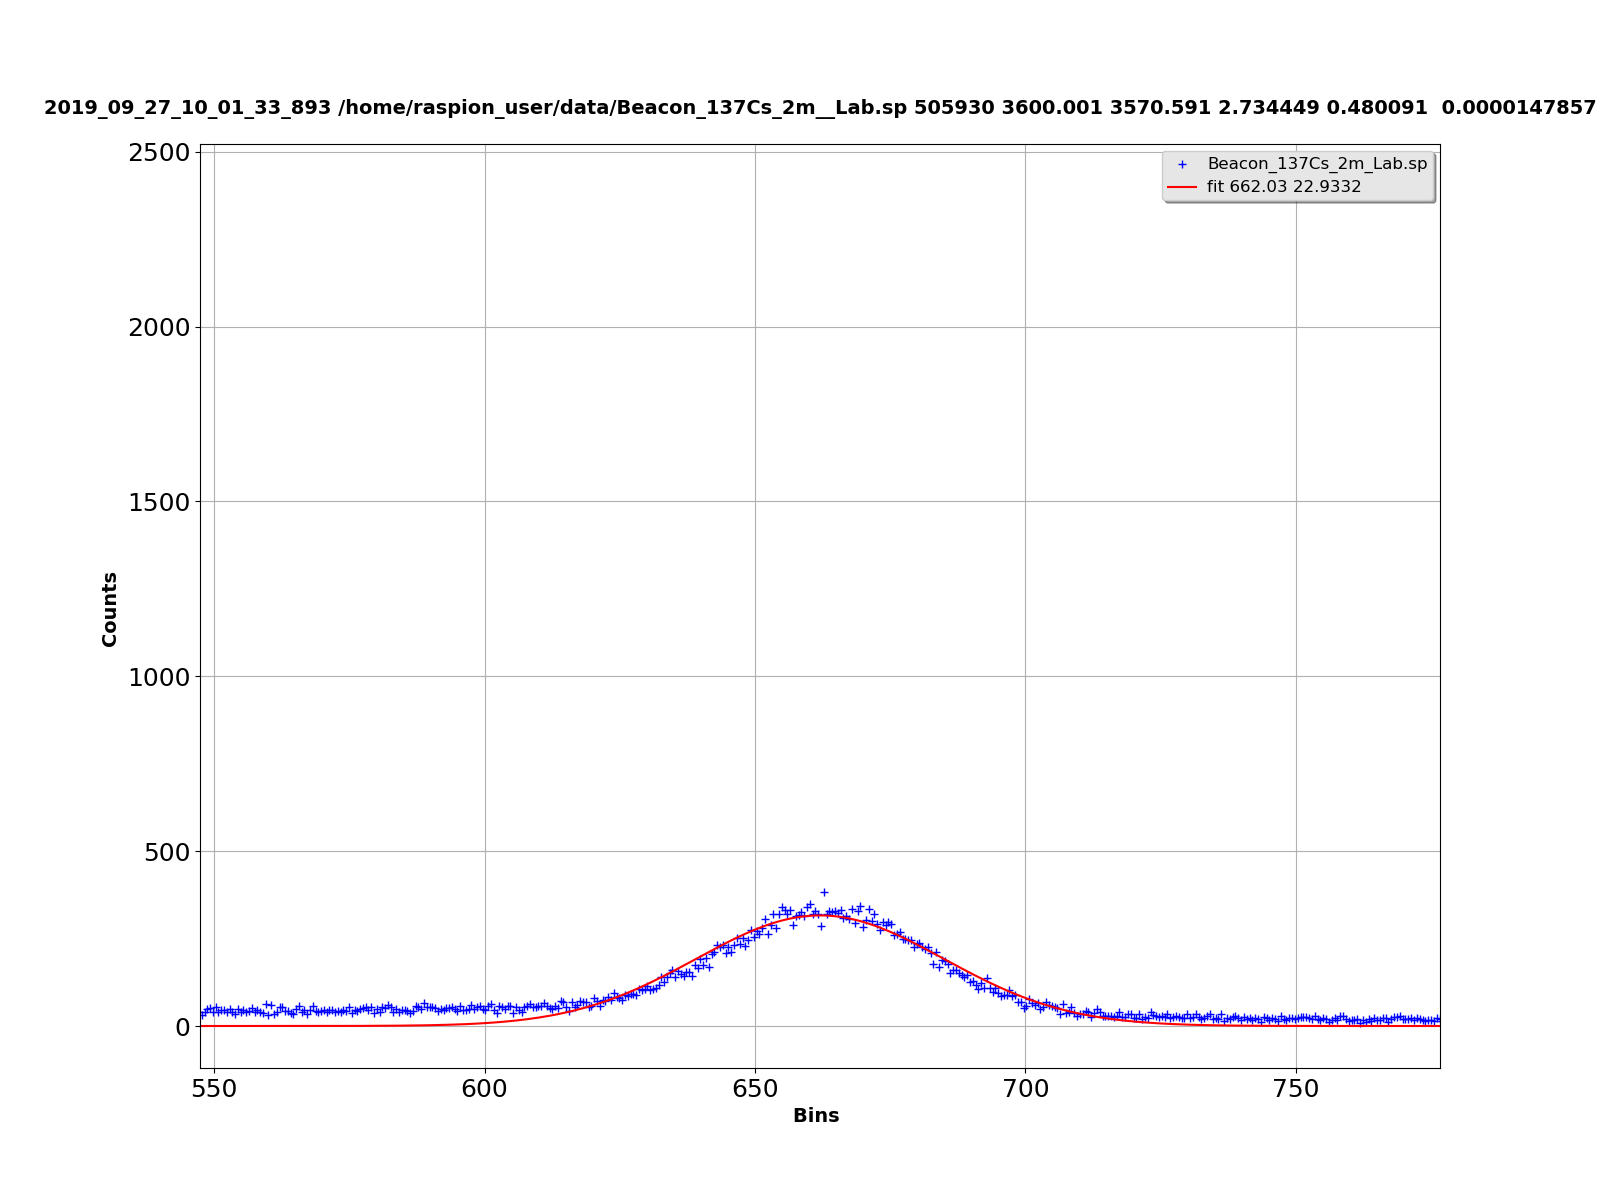 2019_09_27_10_01_33_893 /home/raspion_user/data/Beacon_137Cs_2m__Lab.sp 505930 3600.001 3570.591 2.734449 0.480091  0.0000147857
Beacon_137Cs_2m_Lab.sp
fit 662.03 22.9332
2500
2000
1500
1000
500
0
Counts
550 600 650 700 750
Bins